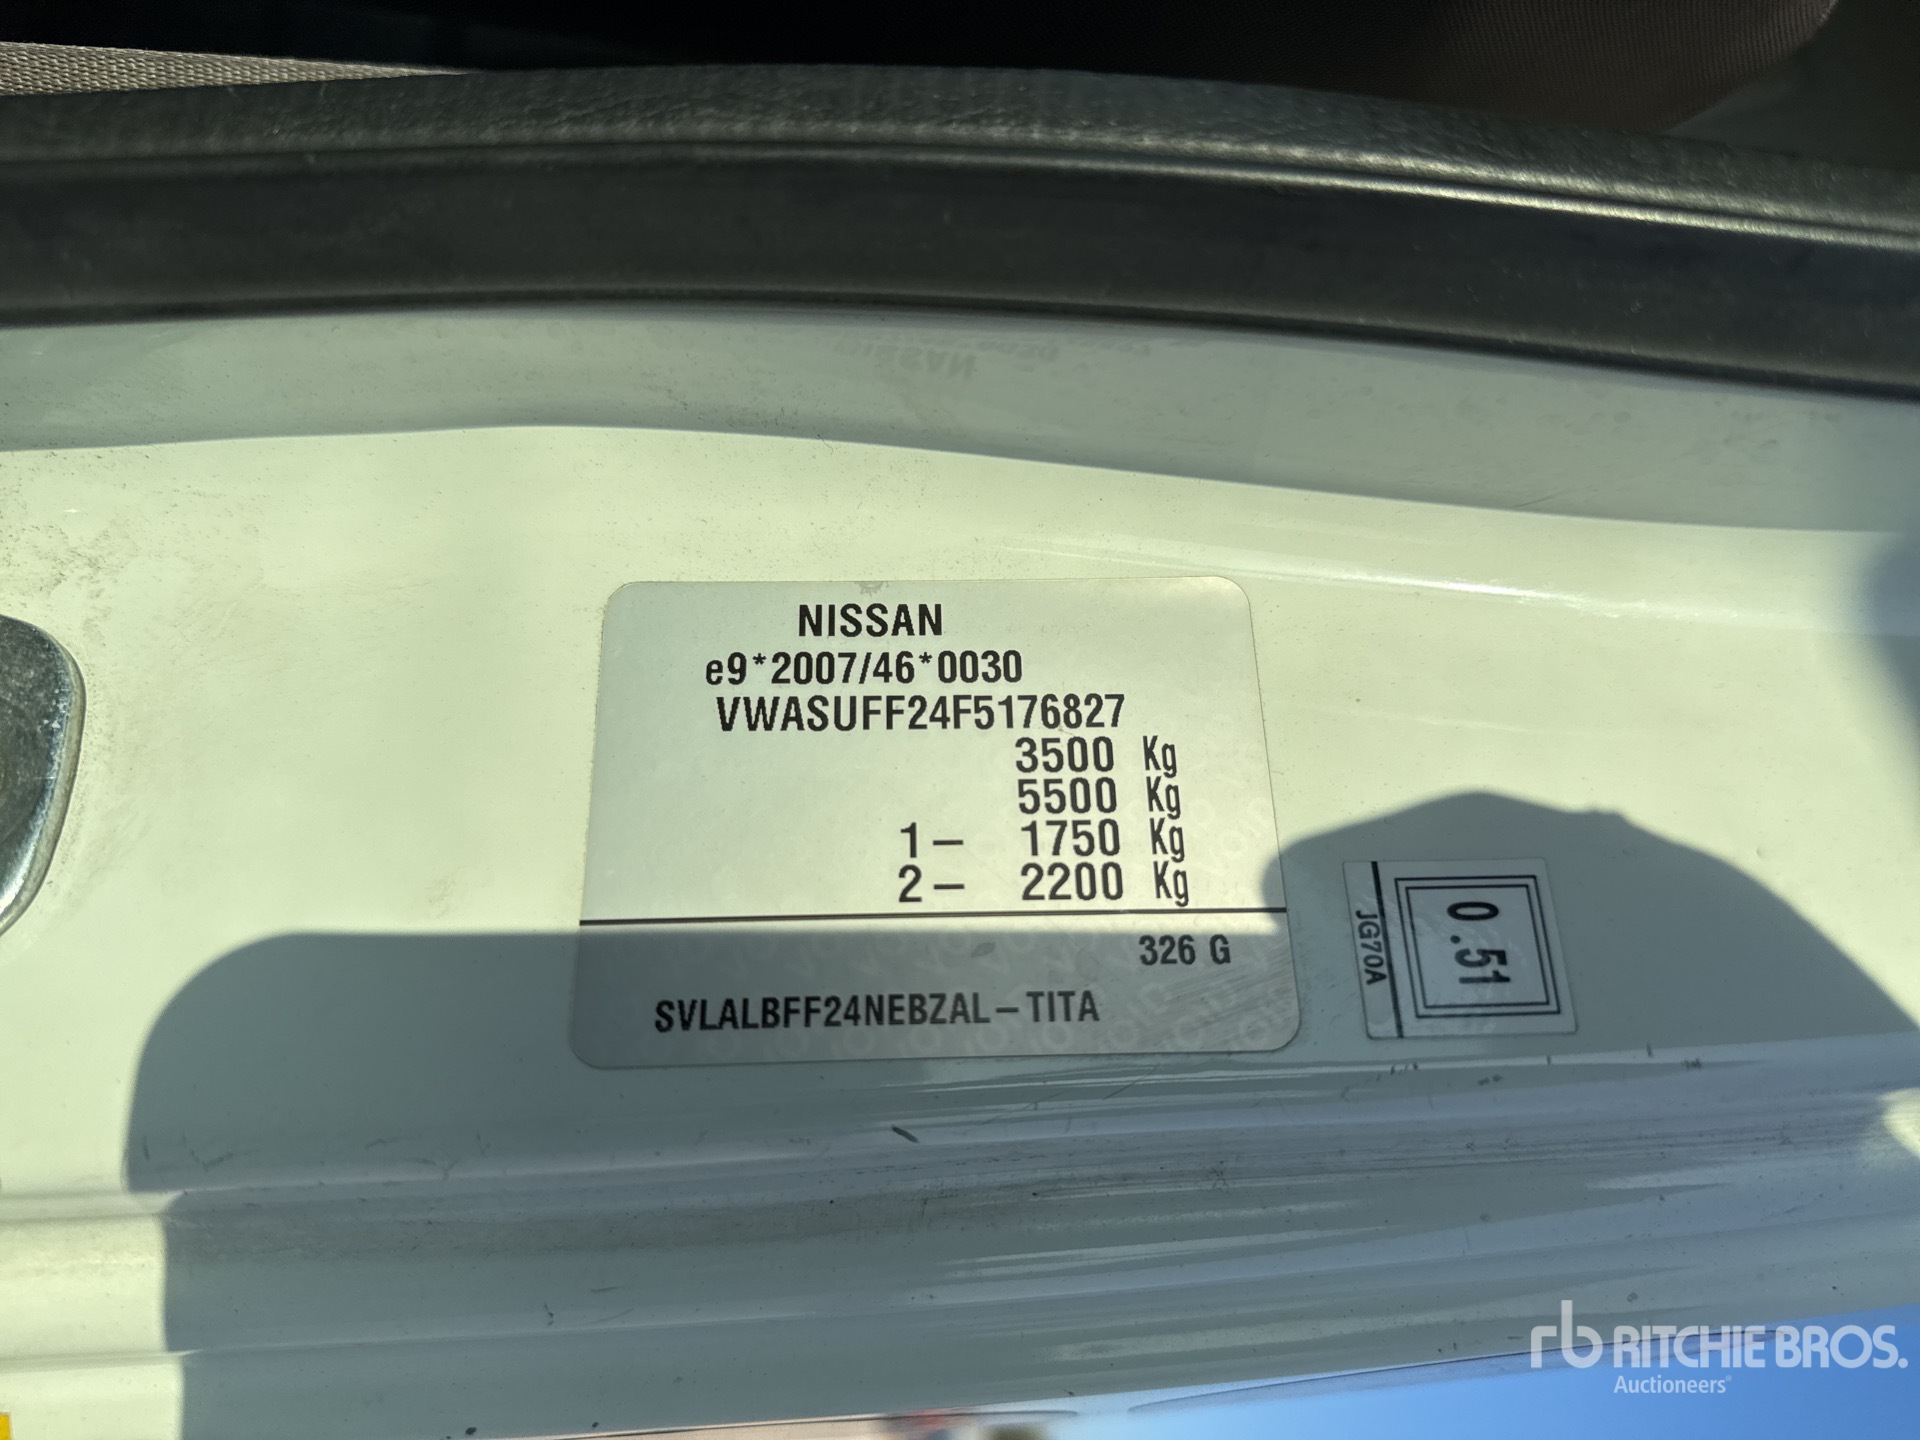 NISSAN
e9*2007/46*0030
VWASUFF24F5176827
3500 Kg
5500 Kg
1- 1750 Kg
2- 2200 Kg
326 G
SVLALBFF24NEBZAL-TITA
0.51
JG70A
rb RITCHIE BROS.
Auctioneers